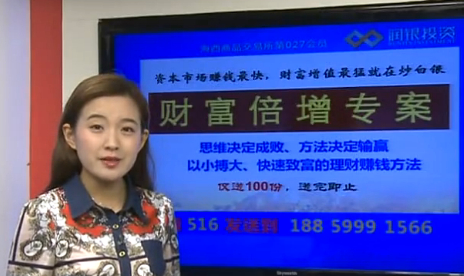 海西商品交易所第027会员
润银投资
资本市场赚钱最快，财富增值最猛就在炒白银
财富倍增专案
思维决定成败、方法决定输赢
以小搏大、快速致富的理财赚钱方法
仅送100份，送完即止
516 发送到 188 5999 1566